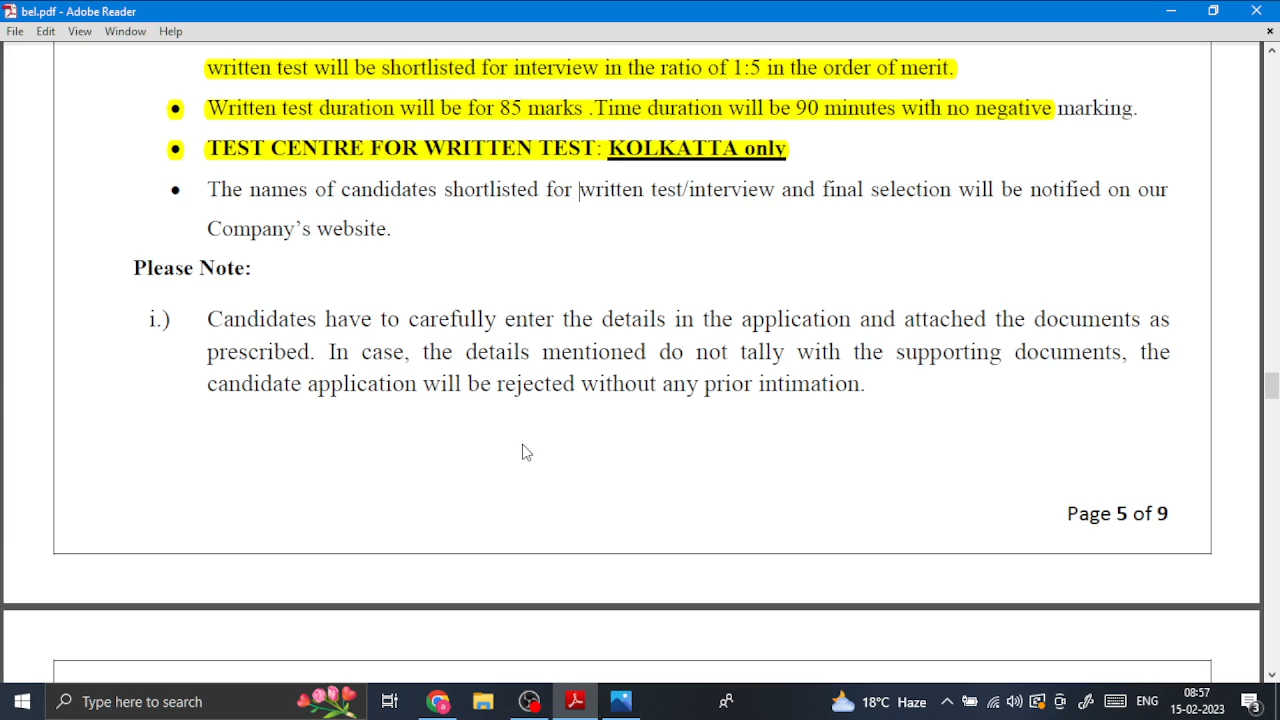 bel.pdf - Adobe Reader
File Edit View Window Help
written test will be shortlisted for interview in the ratio of 1:5 in the order of merit.
• Written test duration will be for 85 marks .Time duration will be 90 minutes with no negative marking.
• TEST CENTRE FOR WRITTEN TEST: KOLKATTA only
• The names of candidates shortlisted for written test/interview and final selection will be notified on our
Company's website.
Please Note:
i.) Candidates have to carefully enter the details in the application and attached the documents as
prescribed. In case, the details mentioned do not tally with the supporting documents, the
candidate application will be rejected without any prior intimation.
Page 5 of 9
Type here to search
18°C Haze
ENG
08:57
15-02-2023
3